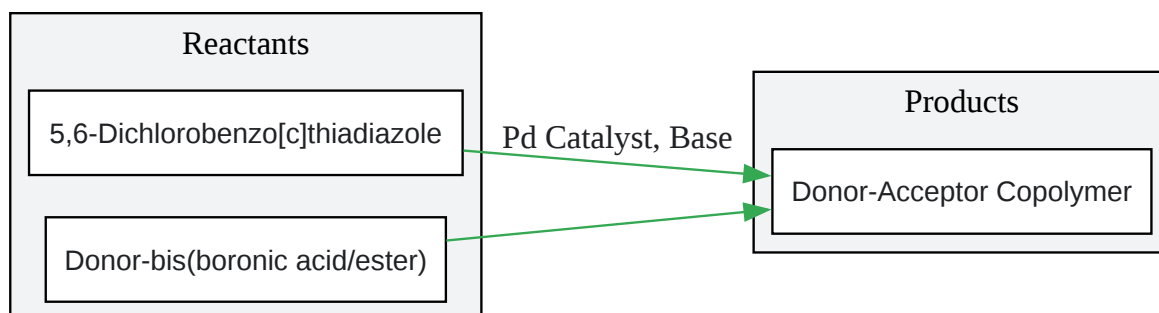 Reactants
5,6-Dichlorobenzo[c]thiadiazole
Donor-bis(boronic acid/ester)
Pd Catalyst, Base
Products
Donor-Acceptor Copolymer